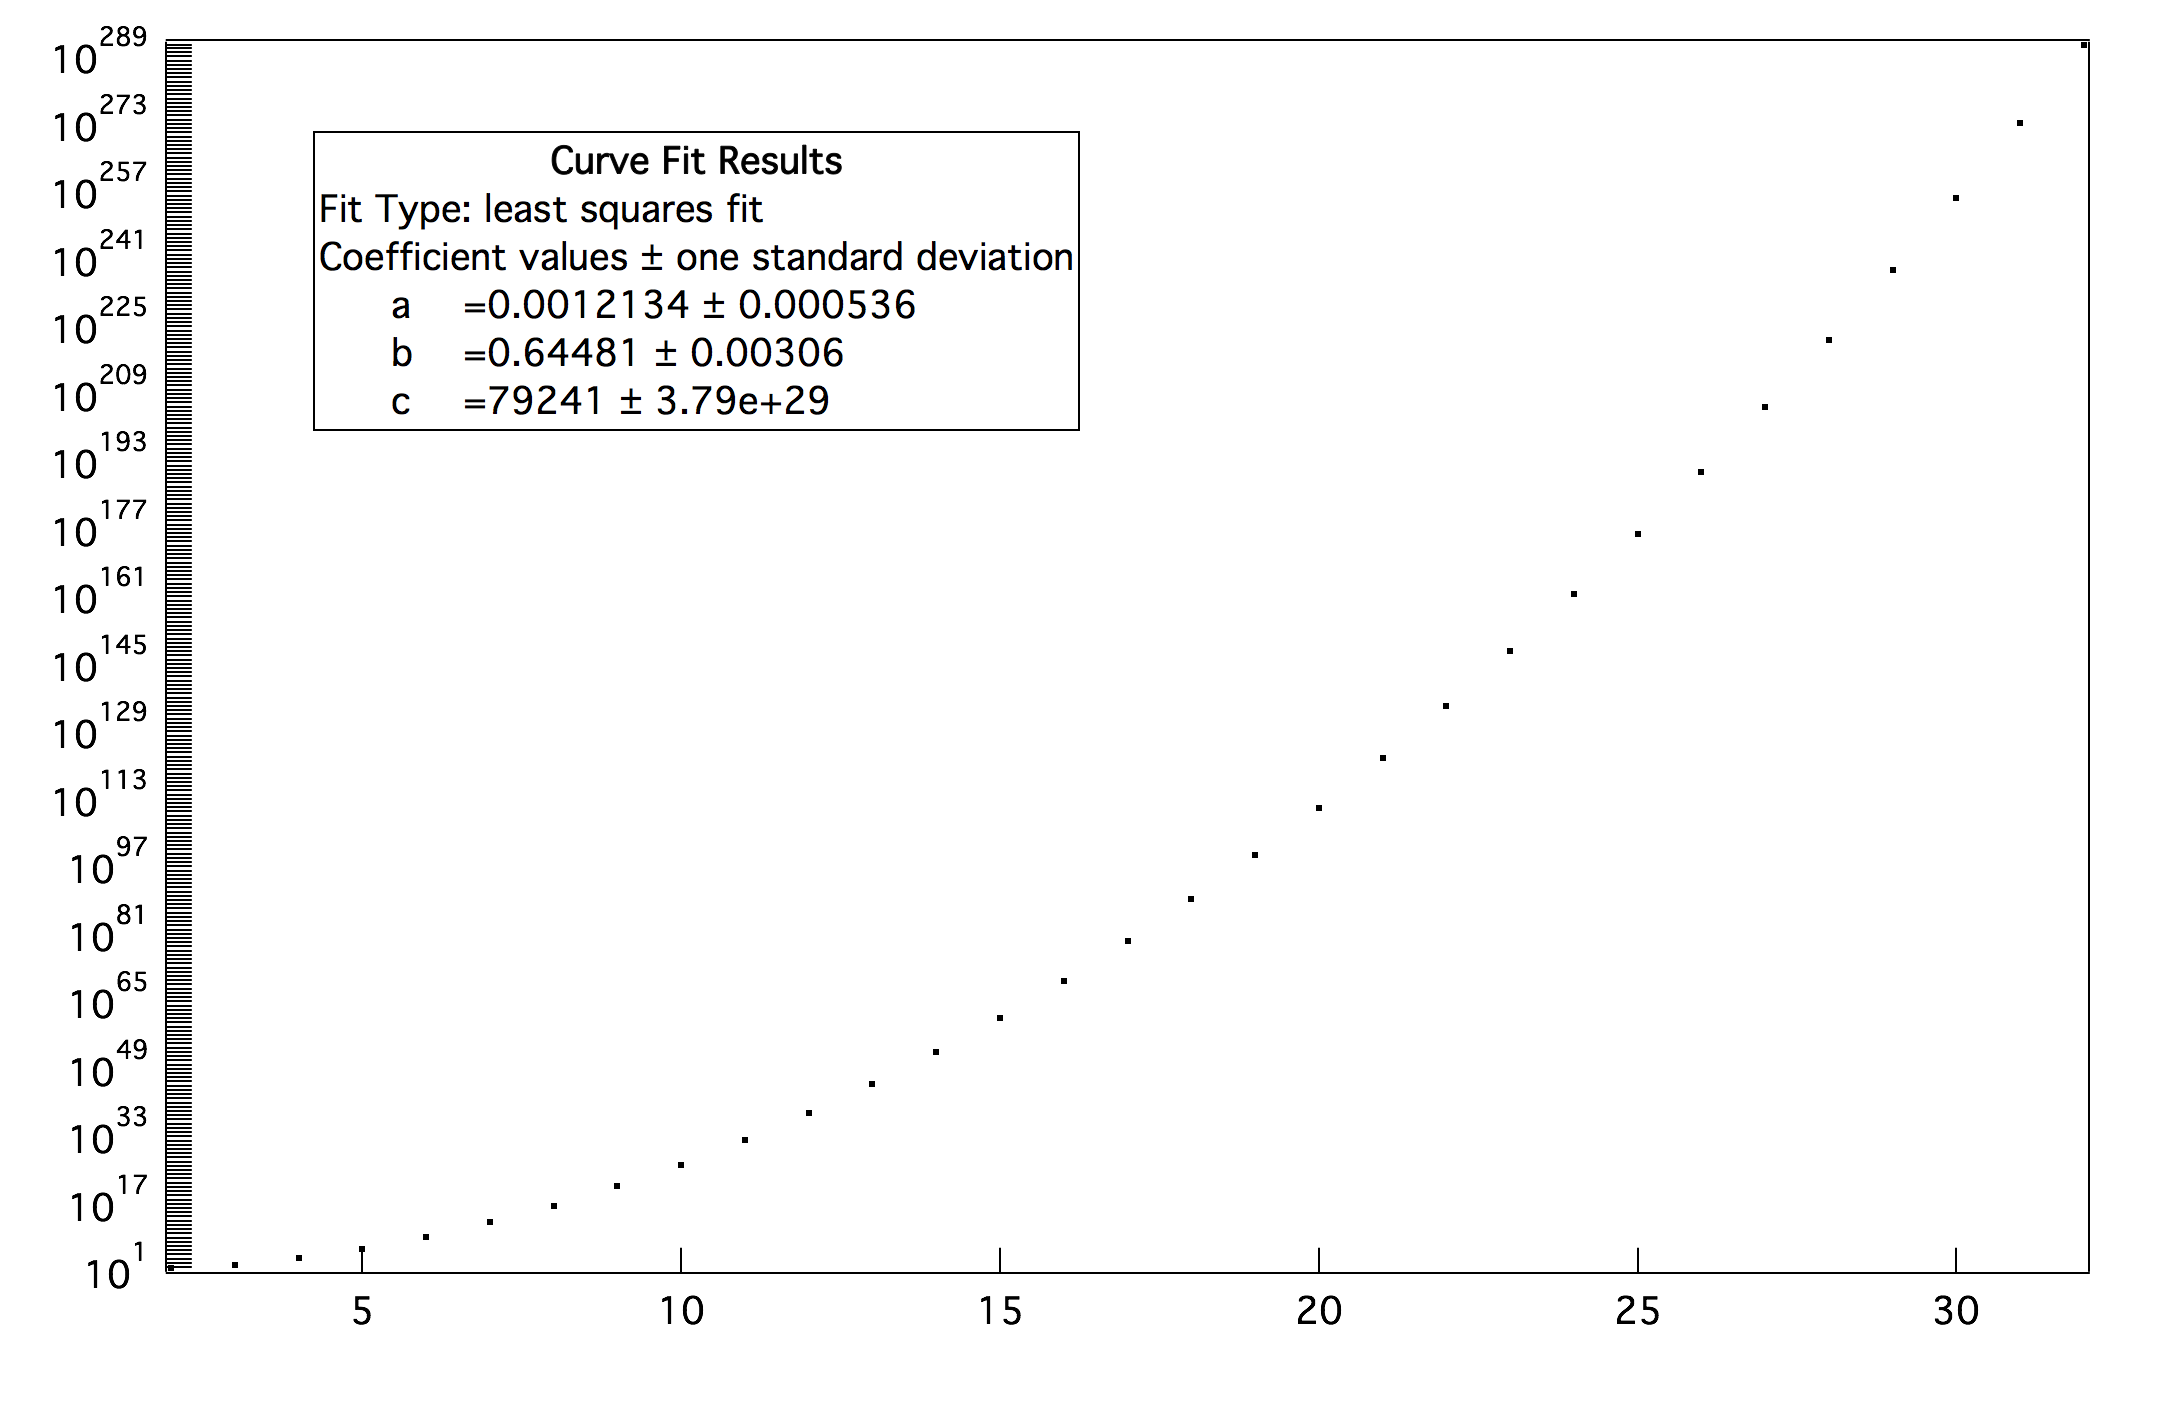 10^289
10^273
10^257
10^241
10^225
10^209
10^193
10^177
10^161
10^145
10^129
10^113
10^97
10^81
10^65
10^49
10^33
10^17
10^1
Curve Fit Results
Fit Type: least squares fit
Coefficient values ± one standard deviation
a =0.0012134 ± 0.000536
b =0.64481 ± 0.00306
c =79241 ± 3.79e+29
5 10 15 20 25 30